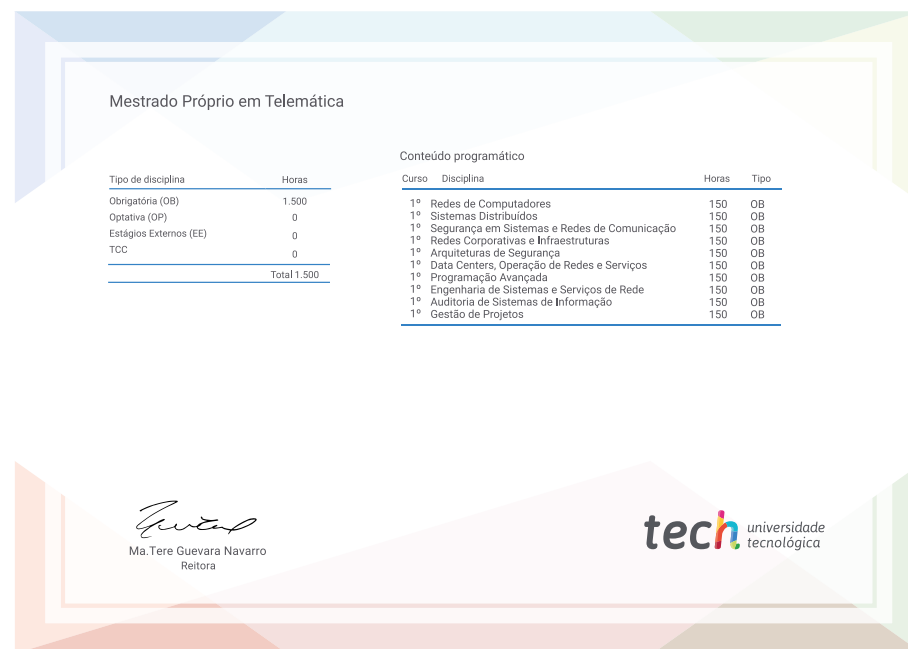 Mestrado Próprio em Telemática
Tipo de disciplina Horas
Obrigatória (OB) 1.500
Optativa (OP) 0
Estágios Externos (EE) 0
TCC 0
Total 1.500
Conteúdo programático
Curso Disciplina Horas Tipo
1º Redes de Computadores 150 OB
1º Sistemas Distribuídos 150 OB
1º Segurança em Sistemas e Redes de Comunicação 150 OB
1º Redes Corporativas e Infraestruturas 150 OB
1º Arquiteturas de Segurança 150 OB
1º Data Centers, Operação de Redes e Serviços 150 OB
1º Programação Avançada 150 OB
1º Engenharia de Sistemas e Serviços de Rede 150 OB
1º Auditoria de Sistemas de Informação 150 OB
1º Gestão de Projetos 150 OB
Ma.Tere Guevara Navarro
Reitora
tech universidade
tecnológica